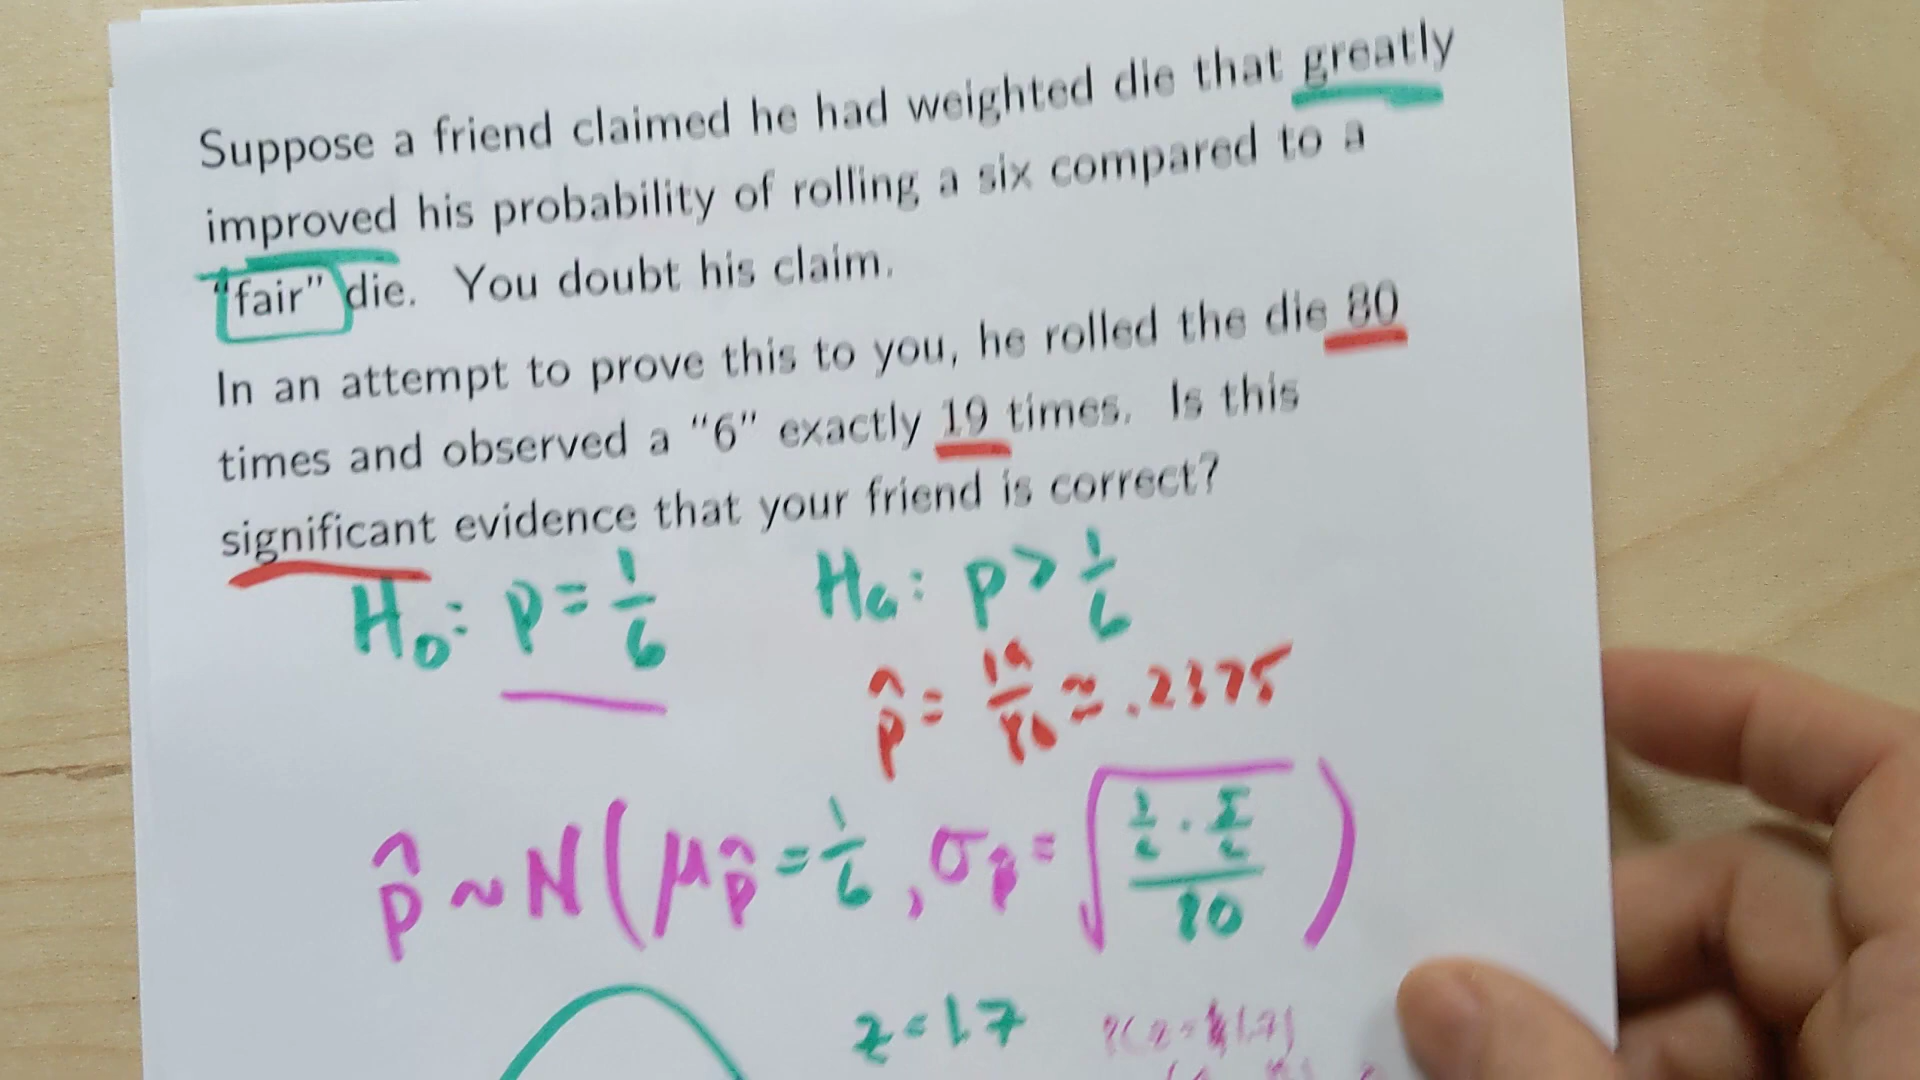 Suppose a friend claimed he had weighted die that greatly
improved his probability of rolling a six compared to a
"fair" die. You doubt his claim.
In an attempt to prove this to you, he rolled the die 80
times and observed a "6" exactly 19 times. Is this
significant evidence that your friend is correct?
H₀: p = 1/6 Hₐ: p > 1/6
p̂ = 19/80 ≈ .2375
p̂ ~ N(μp̂ = 1/6, σp̂ = √(1/6 · 5/6 / 80))
z = 1.7